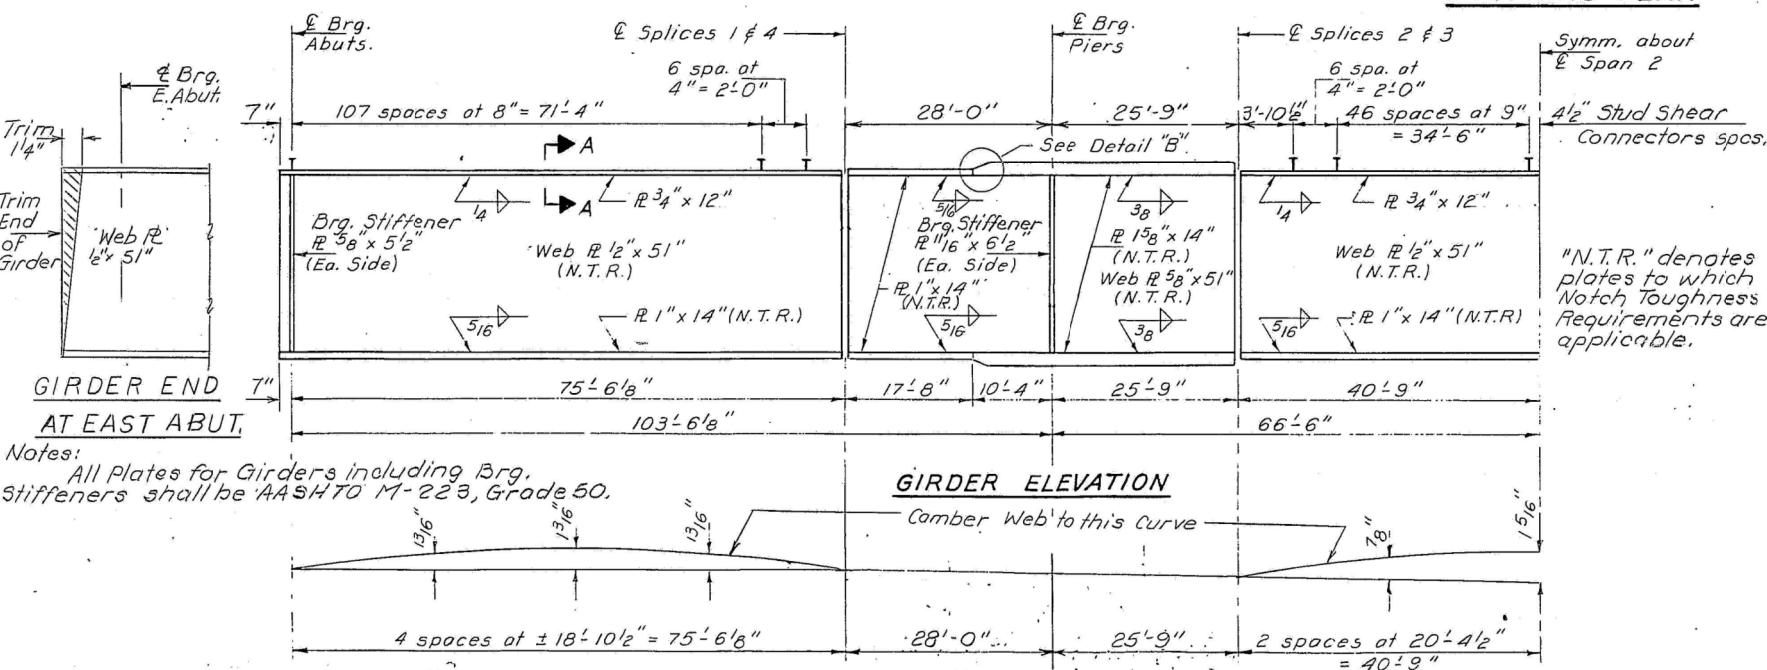 ℄ Brg.
Abuts.
℄ Splices 1 & 4
℄ Brg.
Piers
℄ Splices 2 & 3
Symm. about
℄ Span 2
℄ Brg.
E. Abut.
6 spa. at
4" = 2'-0"
6 spa. at
4" = 2'-0"
7"
107 spaces at 8" = 71'-4"
28'-0"
25'-9"
3'-10½"
46 spaces at 9"
= 34'-6"
4½" Stud Shear
Connectors spcs.
Trim
1¼"
See Detail "B"
A
A
Trim
End
of
Girder
Web ℄
½" x 51"
Brg. Stiffener
℄ 5/8" x 5½"
(Ea. Side)
1/4
℄ 3/4" x 12"
Web ℄ ½" x 51"
(N.T.R.)
5/16
℄ 1" x 14" (N.T.R.)
5/16
Brg. Stiffener
℄ 11/16" x 6½"
(Ea. Side)
℄ 1" x 14"
(N.T.R.)
5/16
3/8
℄ 1 5/8" x 14"
(N.T.R.)
Web ℄ 5/8" x 51"
(N.T.R.)
3/8
1/4
℄ 3/4" x 12"
Web ℄ ½" x 51"
(N.T.R.)
5/16
℄ 1" x 14" (N.T.R)
"N.T.R." denotes
plates to which
Notch Toughness
Requirements are
applicable.
GIRDER END
AT EAST ABUT.
7"
75'-6 1/8"
17'-8"
10'-4"
25'-9"
40'-9"
103'-6 1/8"
66'-6"
Notes:
All Plates for Girders including Brg.
Stiffeners shall be AASHTO M-223, Grade 50.
GIRDER ELEVATION
Camber Web to this Curve
13/16"
13/16"
13/16"
7/8"
1 5/16"
4 spaces at ± 18'-10½" = 75'-6 1/8"
28'-0"
25'-9"
2 spaces at 20'-4½"
= 40'-9"